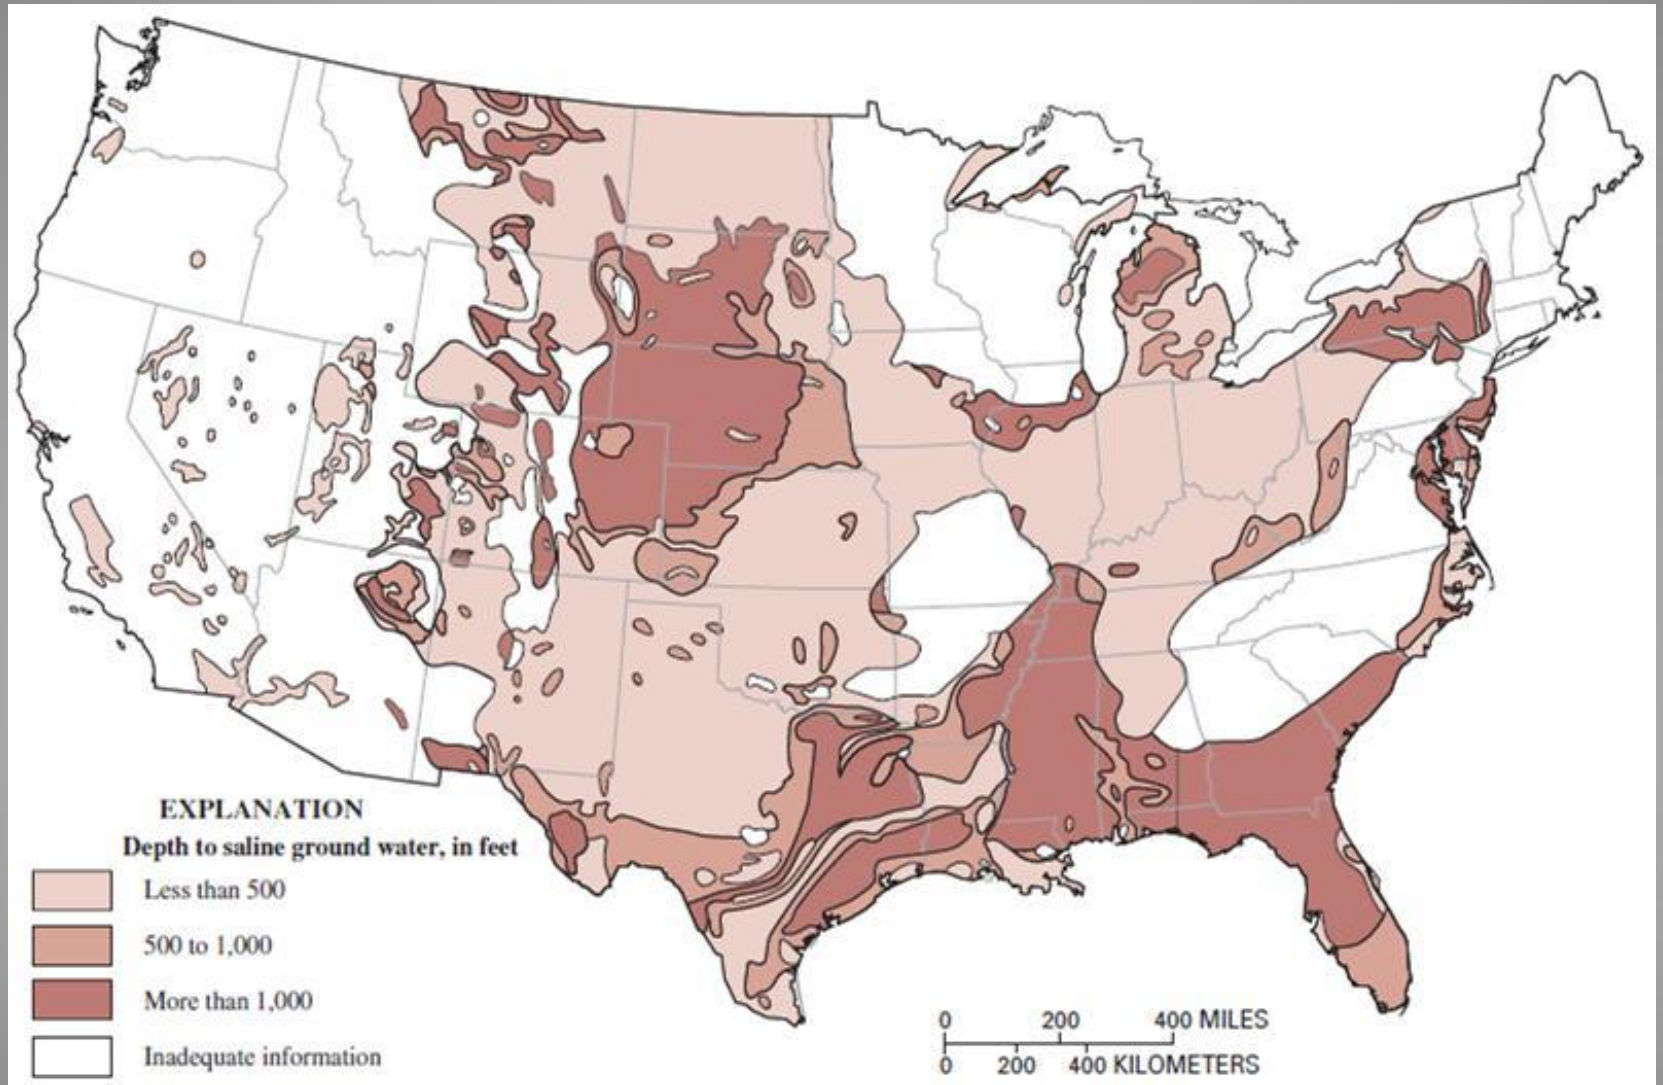 EXPLANATION
Depth to saline ground water, in feet
Less than 500
500 to 1,000
More than 1,000
Inadequate information
0 200 400 MILES
0 200 400 KILOMETERS